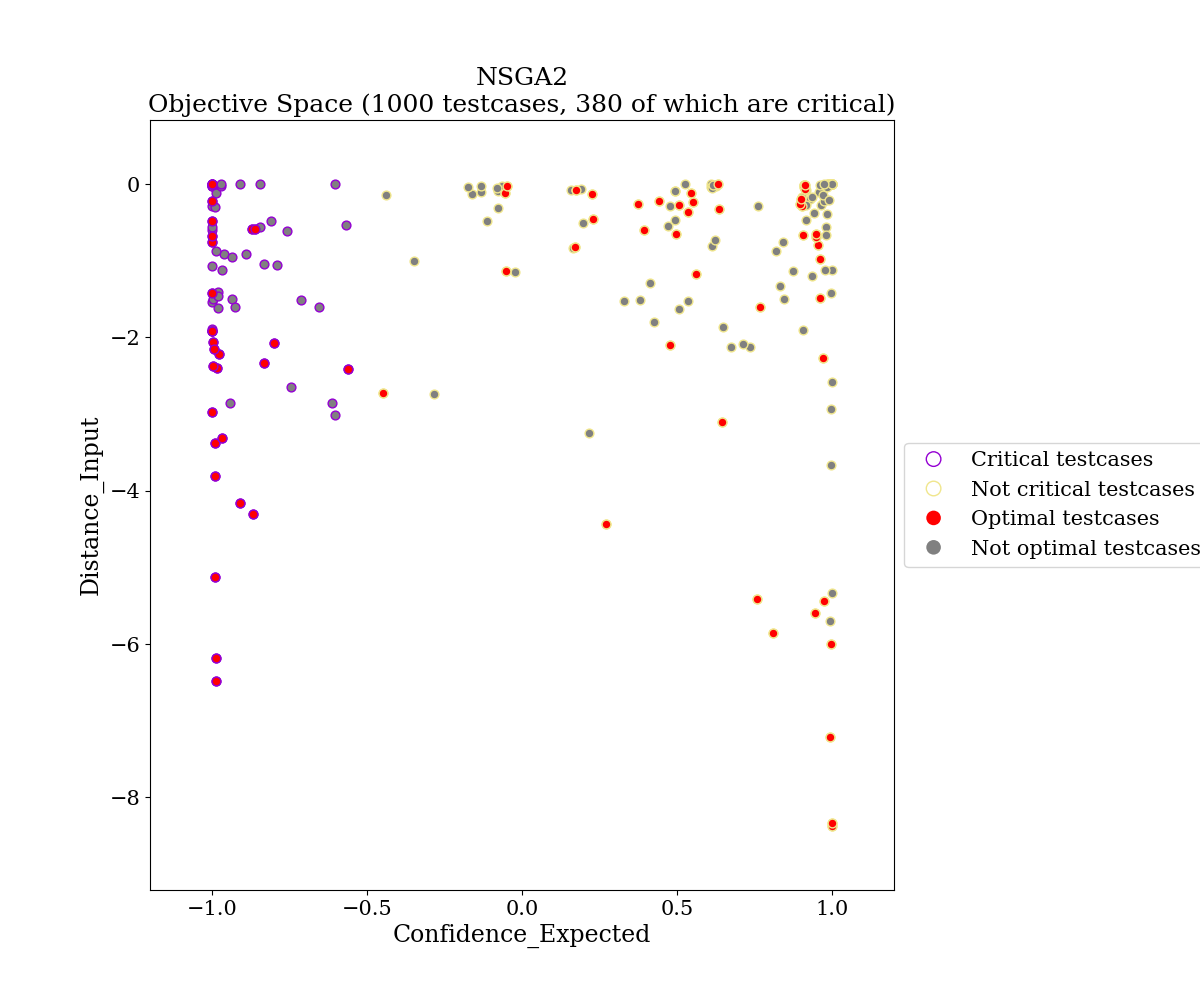 NSGA2
Objective Space (1000 testcases, 380 of which are critical)
0
−2
−4
−6
−8
Distance_Input
−1.0
−0.5
0.0
0.5
1.0
Confidence_Expected
Critical testcases
Not critical testcases
Optimal testcases
Not optimal testcases